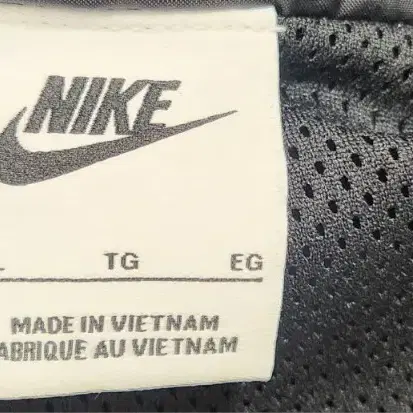 NIKE
L TG EG
MADE IN VIETNAM
ABRIQUE AU VIETNAM